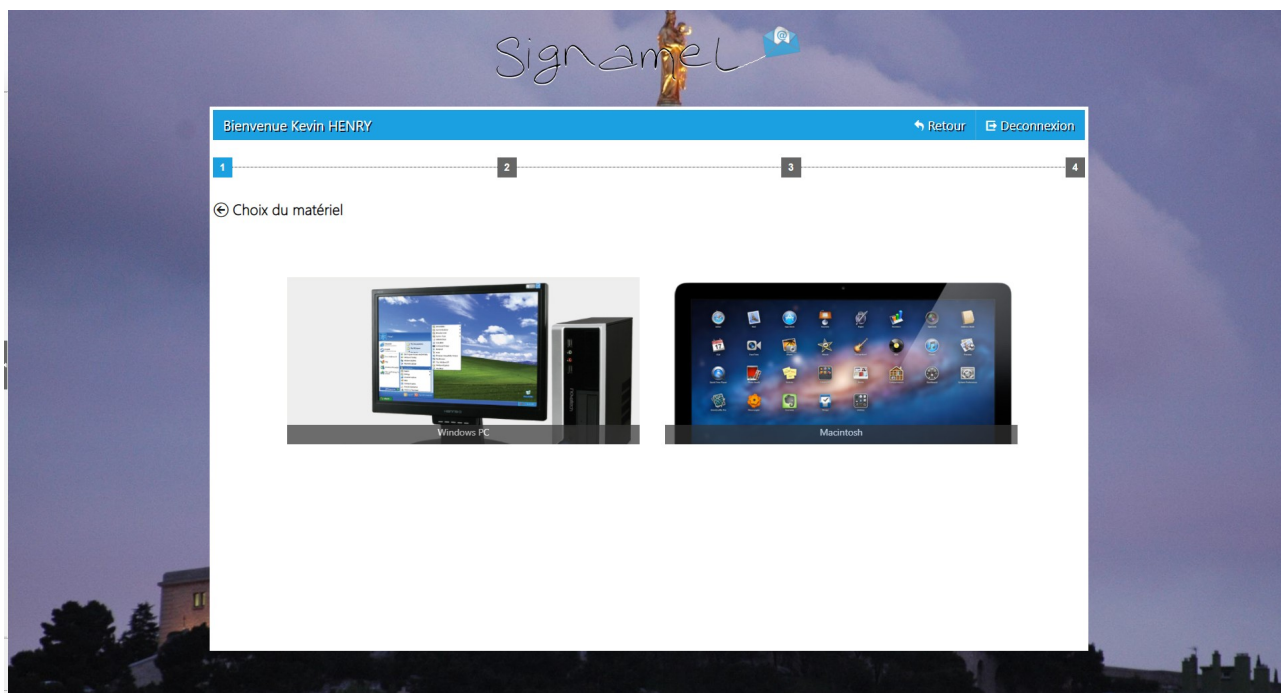 Signamel
@
Bienvenue Kevin HENRY
Retour
Deconnexion
1
2
3
4
Choix du matériel
Windows PC
Macintosh